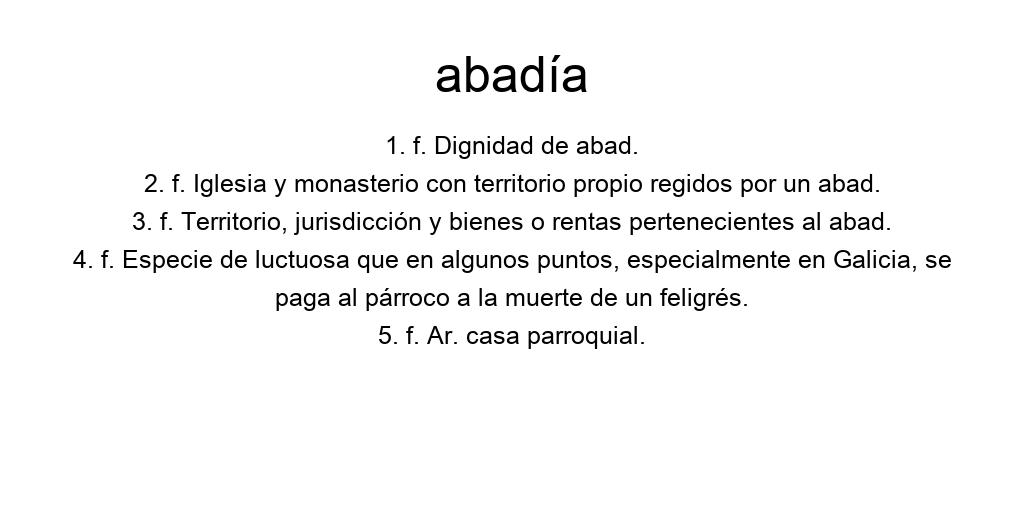 abadía
1. f. Dignidad de abad.
2. f. Iglesia y monasterio con territorio propio regidos por un abad.
3. f. Territorio, jurisdicción y bienes o rentas pertenecientes al abad.
4. f. Especie de luctuosa que en algunos puntos, especialmente en Galicia, se
paga al párroco a la muerte de un feligrés.
5. f. Ar. casa parroquial.